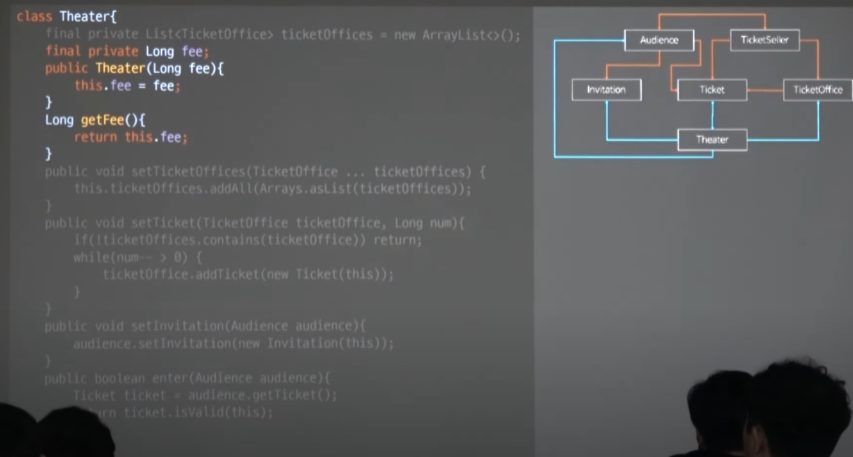 class Theater{
final private List<TicketOffice> ticketOffices = new ArrayList<>();
final private Long fee;
public Theater(Long fee){
this.fee = fee;
}
Long getFee(){
return this.fee;
}
public void setTicketOffices(TicketOffice ... ticketOffices) {
this.ticketOffices.addAll(Arrays.asList(ticketOffices));
}
public void setTicket(TicketOffice ticketOffice, Long num){
if(!ticketOffices.contains(ticketOffice)) return;
while(num-- > 0) {
ticketOffice.addTicket(new Ticket(this));
}
}
public void setInvitation(Audience audience){
audience.setInvitation(new Invitation(this));
}
public boolean enter(Audience audience){
Ticket ticket = audience.getTicket();
ticket.isValid(this);
Audience
TicketSeller
Invitation
Ticket
TicketOffice
Theater